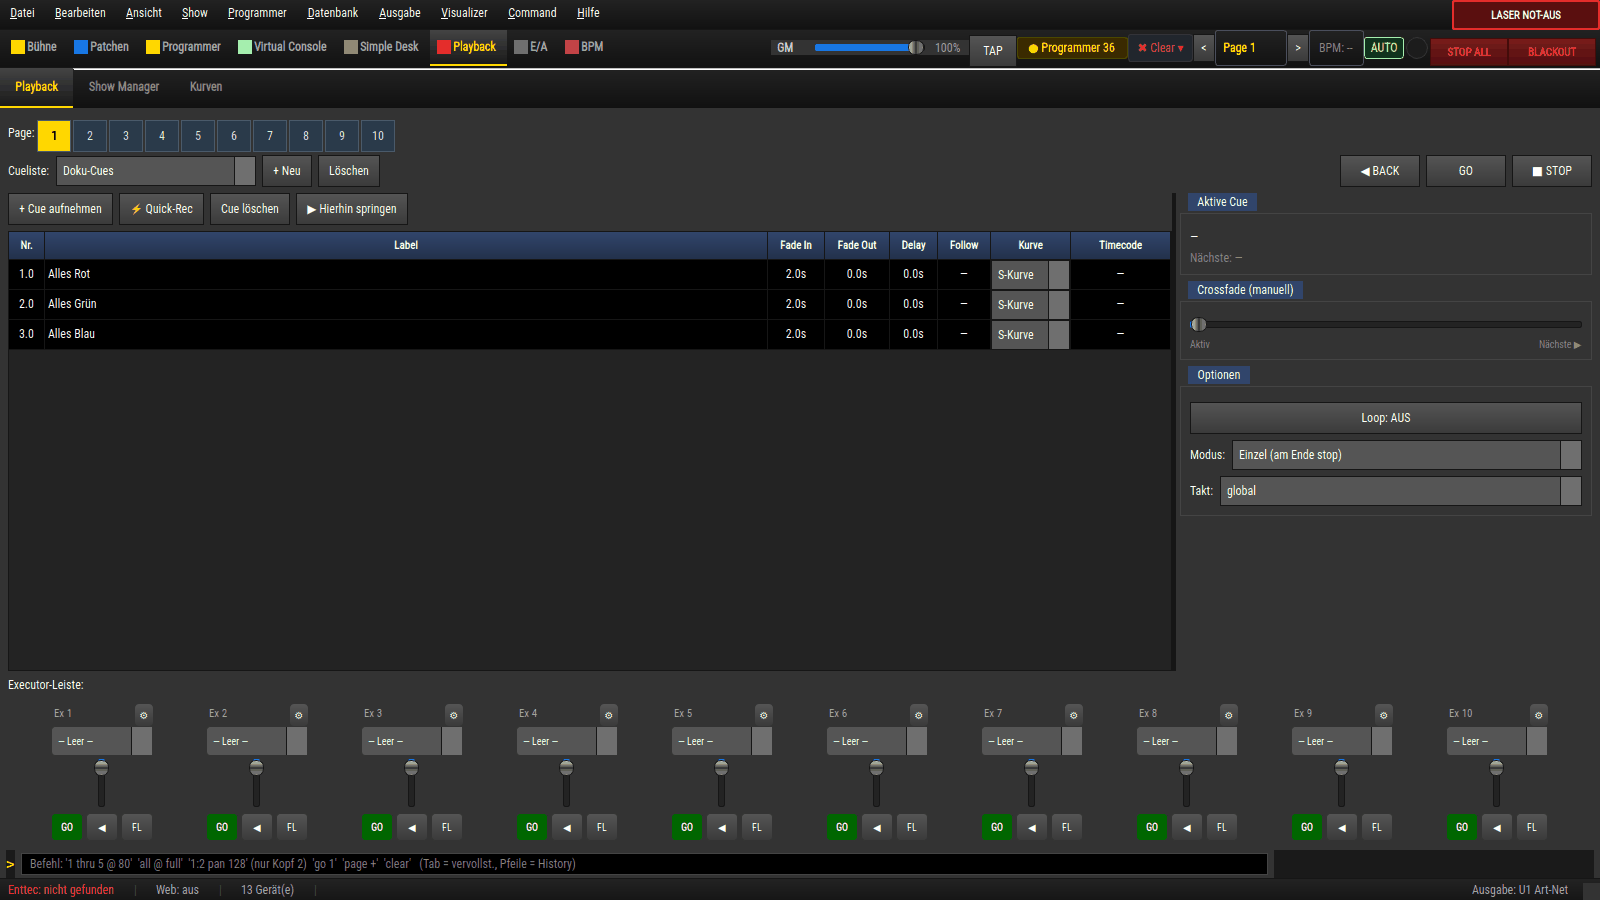 Datei Bearbeiten Ansicht Show Programmer Datenbank Ausgabe Visualizer Command Hilfe
LASER NOT-AUS
Bühne Patchen Programmer Virtual Console Simple Desk Playback E/A BPM
GM 100% TAP ● Programmer 36 ✖ Clear ▾ < Page 1 > BPM: – AUTO STOP ALL BLACKOUT
Playback Show Manager Kurven
Page: 1 2 3 4 5 6 7 8 9 10
Cueliste: Doku-Cues + Neu Löschen ◀ BACK GO ■ STOP
+ Cue aufnehmen ⚡ Quick-Rec Cue löschen ▶ Hierhin springen
Aktive Cue
–
Nächste: –
Nr. Label Fade In Fade Out Delay Follow Kurve Timecode
1.0 Alles Rot 2.0s 0.0s 0.0s – S-Kurve –
2.0 Alles Grün 2.0s 0.0s 0.0s – S-Kurve –
3.0 Alles Blau 2.0s 0.0s 0.0s – S-Kurve –
Crossfade (manuell)
Aktiv Nächste ▶
Optionen
Loop: AUS
Modus: Einzel (am Ende stop)
Takt: global
Executor-Leiste:
Ex 1 ⚙ Ex 2 ⚙ Ex 3 ⚙ Ex 4 ⚙ Ex 5 ⚙ Ex 6 ⚙ Ex 7 ⚙ Ex 8 ⚙ Ex 9 ⚙ Ex 10 ⚙
– Leer – – Leer – – Leer – – Leer – – Leer – – Leer – – Leer – – Leer – – Leer – – Leer –
GO ◀ FL GO ◀ FL GO ◀ FL GO ◀ FL GO ◀ FL GO ◀ FL GO ◀ FL GO ◀ FL GO ◀ FL GO ◀ FL
> Befehl: '1 thru 5 @ 80' 'all @ full' '1:2 pan 128' (nur Kopf 2) 'go 1' 'page +' 'clear' (Tab = vervollst., Pfeile = History)
Enttec: nicht gefunden Web: aus 13 Gerät(e) Ausgabe: U1 Art-Net